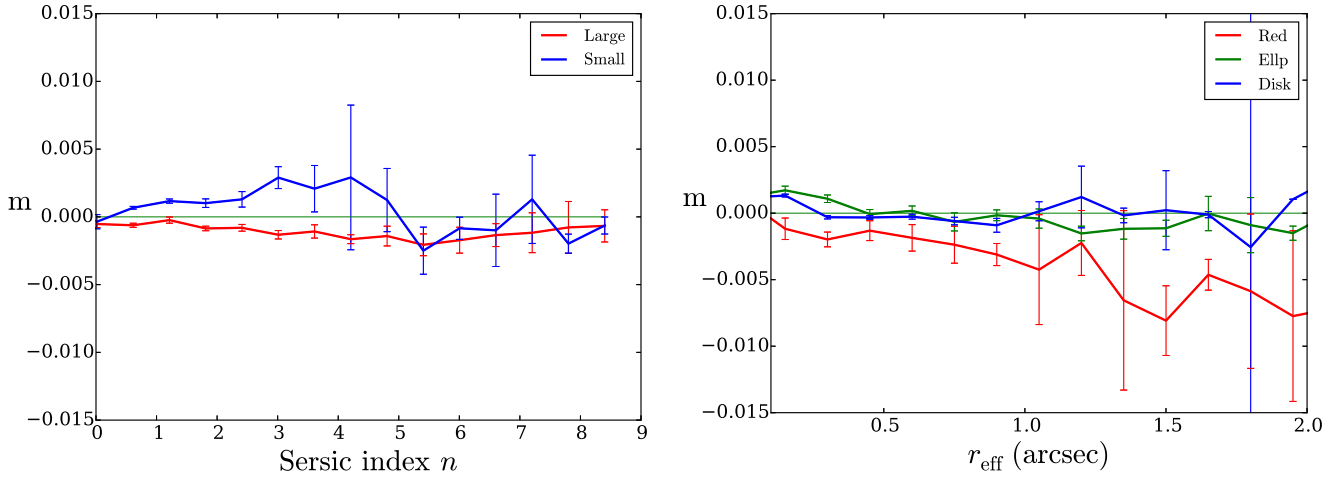 0.015
0.010
0.005
0.000
−0.005
−0.010
−0.015
m
0 1 2 3 4 5 6 7 8 9
Sersic index n
Large
Small
0.015
0.010
0.005
0.000
−0.005
−0.010
−0.015
m
0.5 1.0 1.5 2.0
r_eff (arcsec)
Red
Ellp
Disk